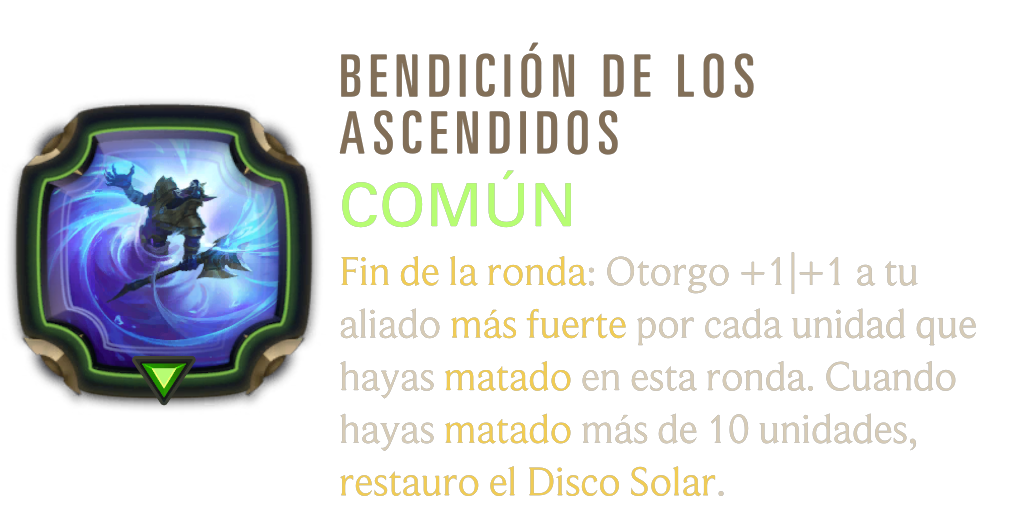 BENDICIÓN DE LOS
ASCENDIDOS
COMÚN
Fin de la ronda: Otorgo +1|+1 a tu
aliado más fuerte por cada unidad que
hayas matado en esta ronda. Cuando
hayas matado más de 10 unidades,
restauro el Disco Solar.